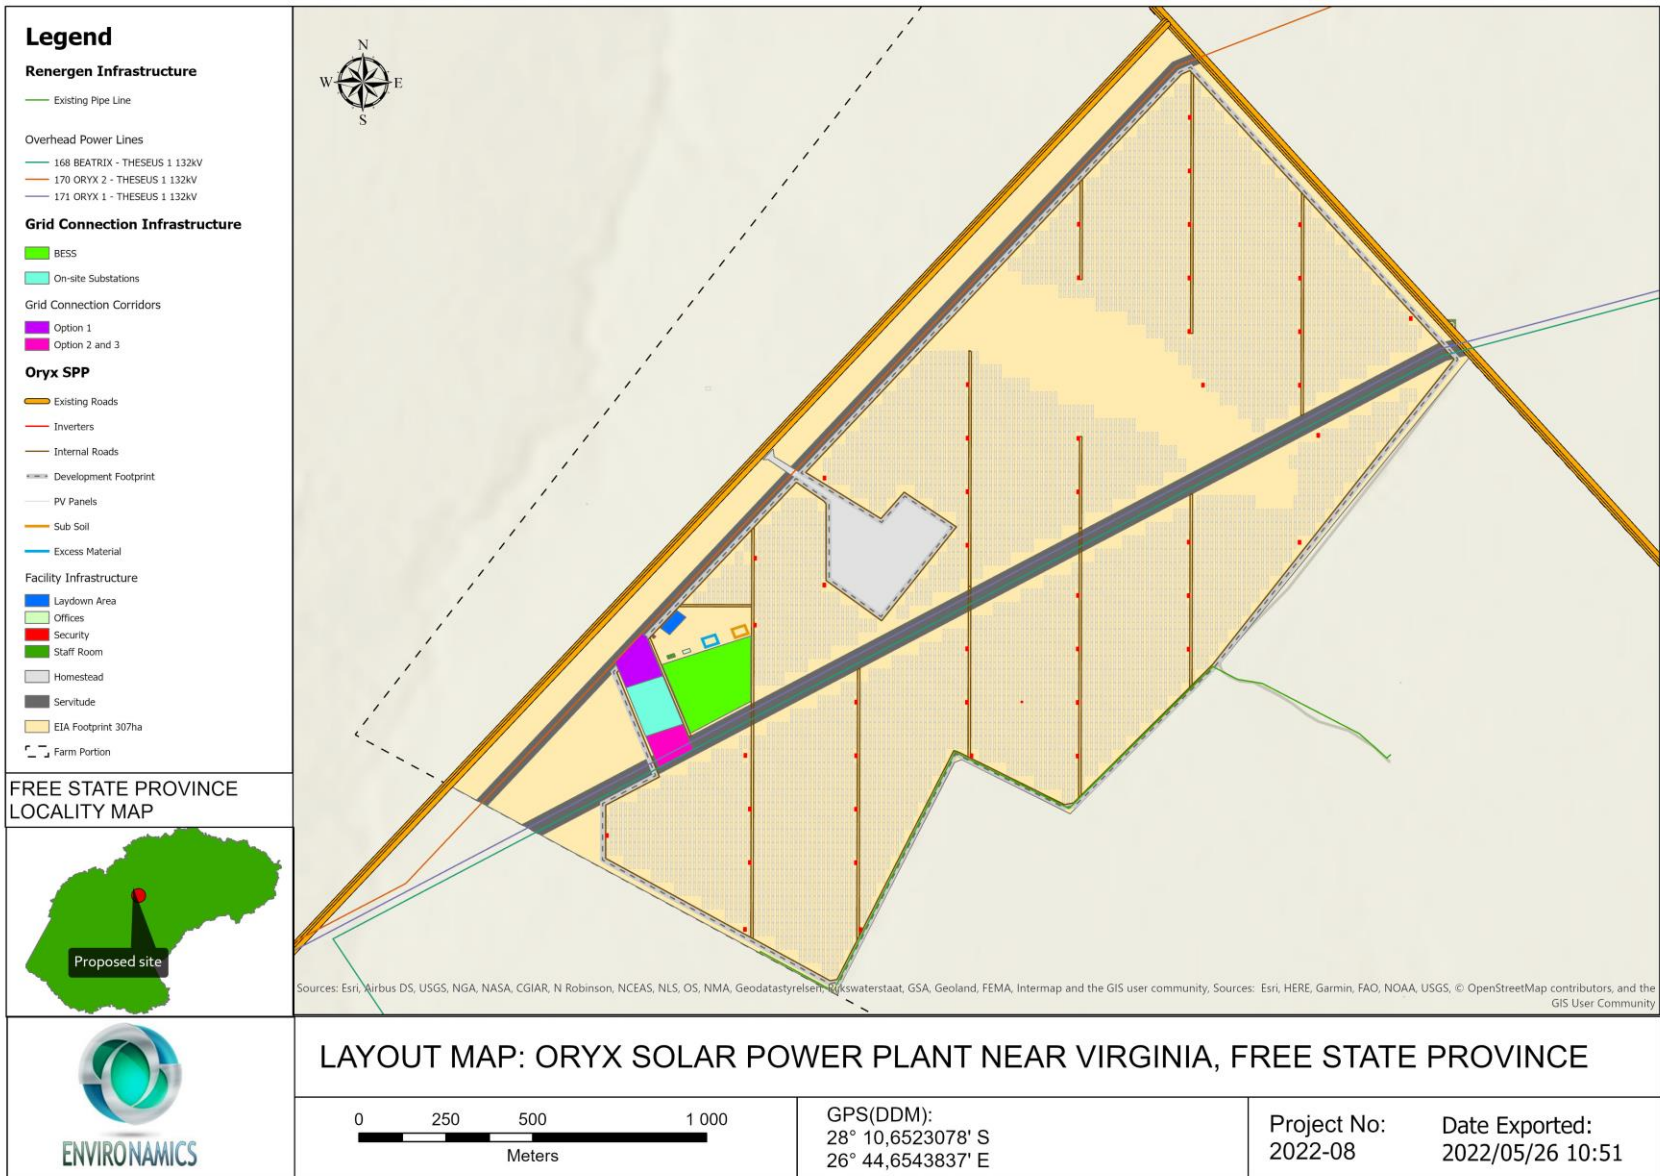 Legend
Renergen Infrastructure
Existing Pipe Line
Overhead Power Lines
168 BEATRIX - THESEUS 1 132kV
170 ORYX 2 - THESEUS 1 132kV
171 ORYX 1 - THESEUS 1 132kV
Grid Connection Infrastructure
BESS
On-site Substations
Grid Connection Corridors
Option 1
Option 2 and 3
Oryx SPP
Existing Roads
Inverters
Internal Roads
Development Footprint
PV Panels
Sub Soil
Excess Material
Facility Infrastructure
Laydown Area
Offices
Security
Staff Room
Homestead
Servitude
EIA Footprint 307ha
Farm Portion
FREE STATE PROVINCE
LOCALITY MAP
Proposed site
ENVIRONAMICS
N
W E
S
Sources: Esri, Airbus DS, USGS, NGA, NASA, CGIAR, N Robinson, NCEAS, NLS, OS, NMA, Geodatastyrelsen, Rijkswaterstaat, GSA, Geoland, FEMA, Intermap and the GIS user community, Sources: Esri, HERE, Garmin, FAO, NOAA, USGS, © OpenStreetMap contributors, and the
GIS User Community
LAYOUT MAP: ORYX SOLAR POWER PLANT NEAR VIRGINIA, FREE STATE PROVINCE
0 250 500 1 000
Meters
GPS(DDM):
28° 10,6523078' S
26° 44,6543837' E
Project No:
2022-08
Date Exported:
2022/05/26 10:51